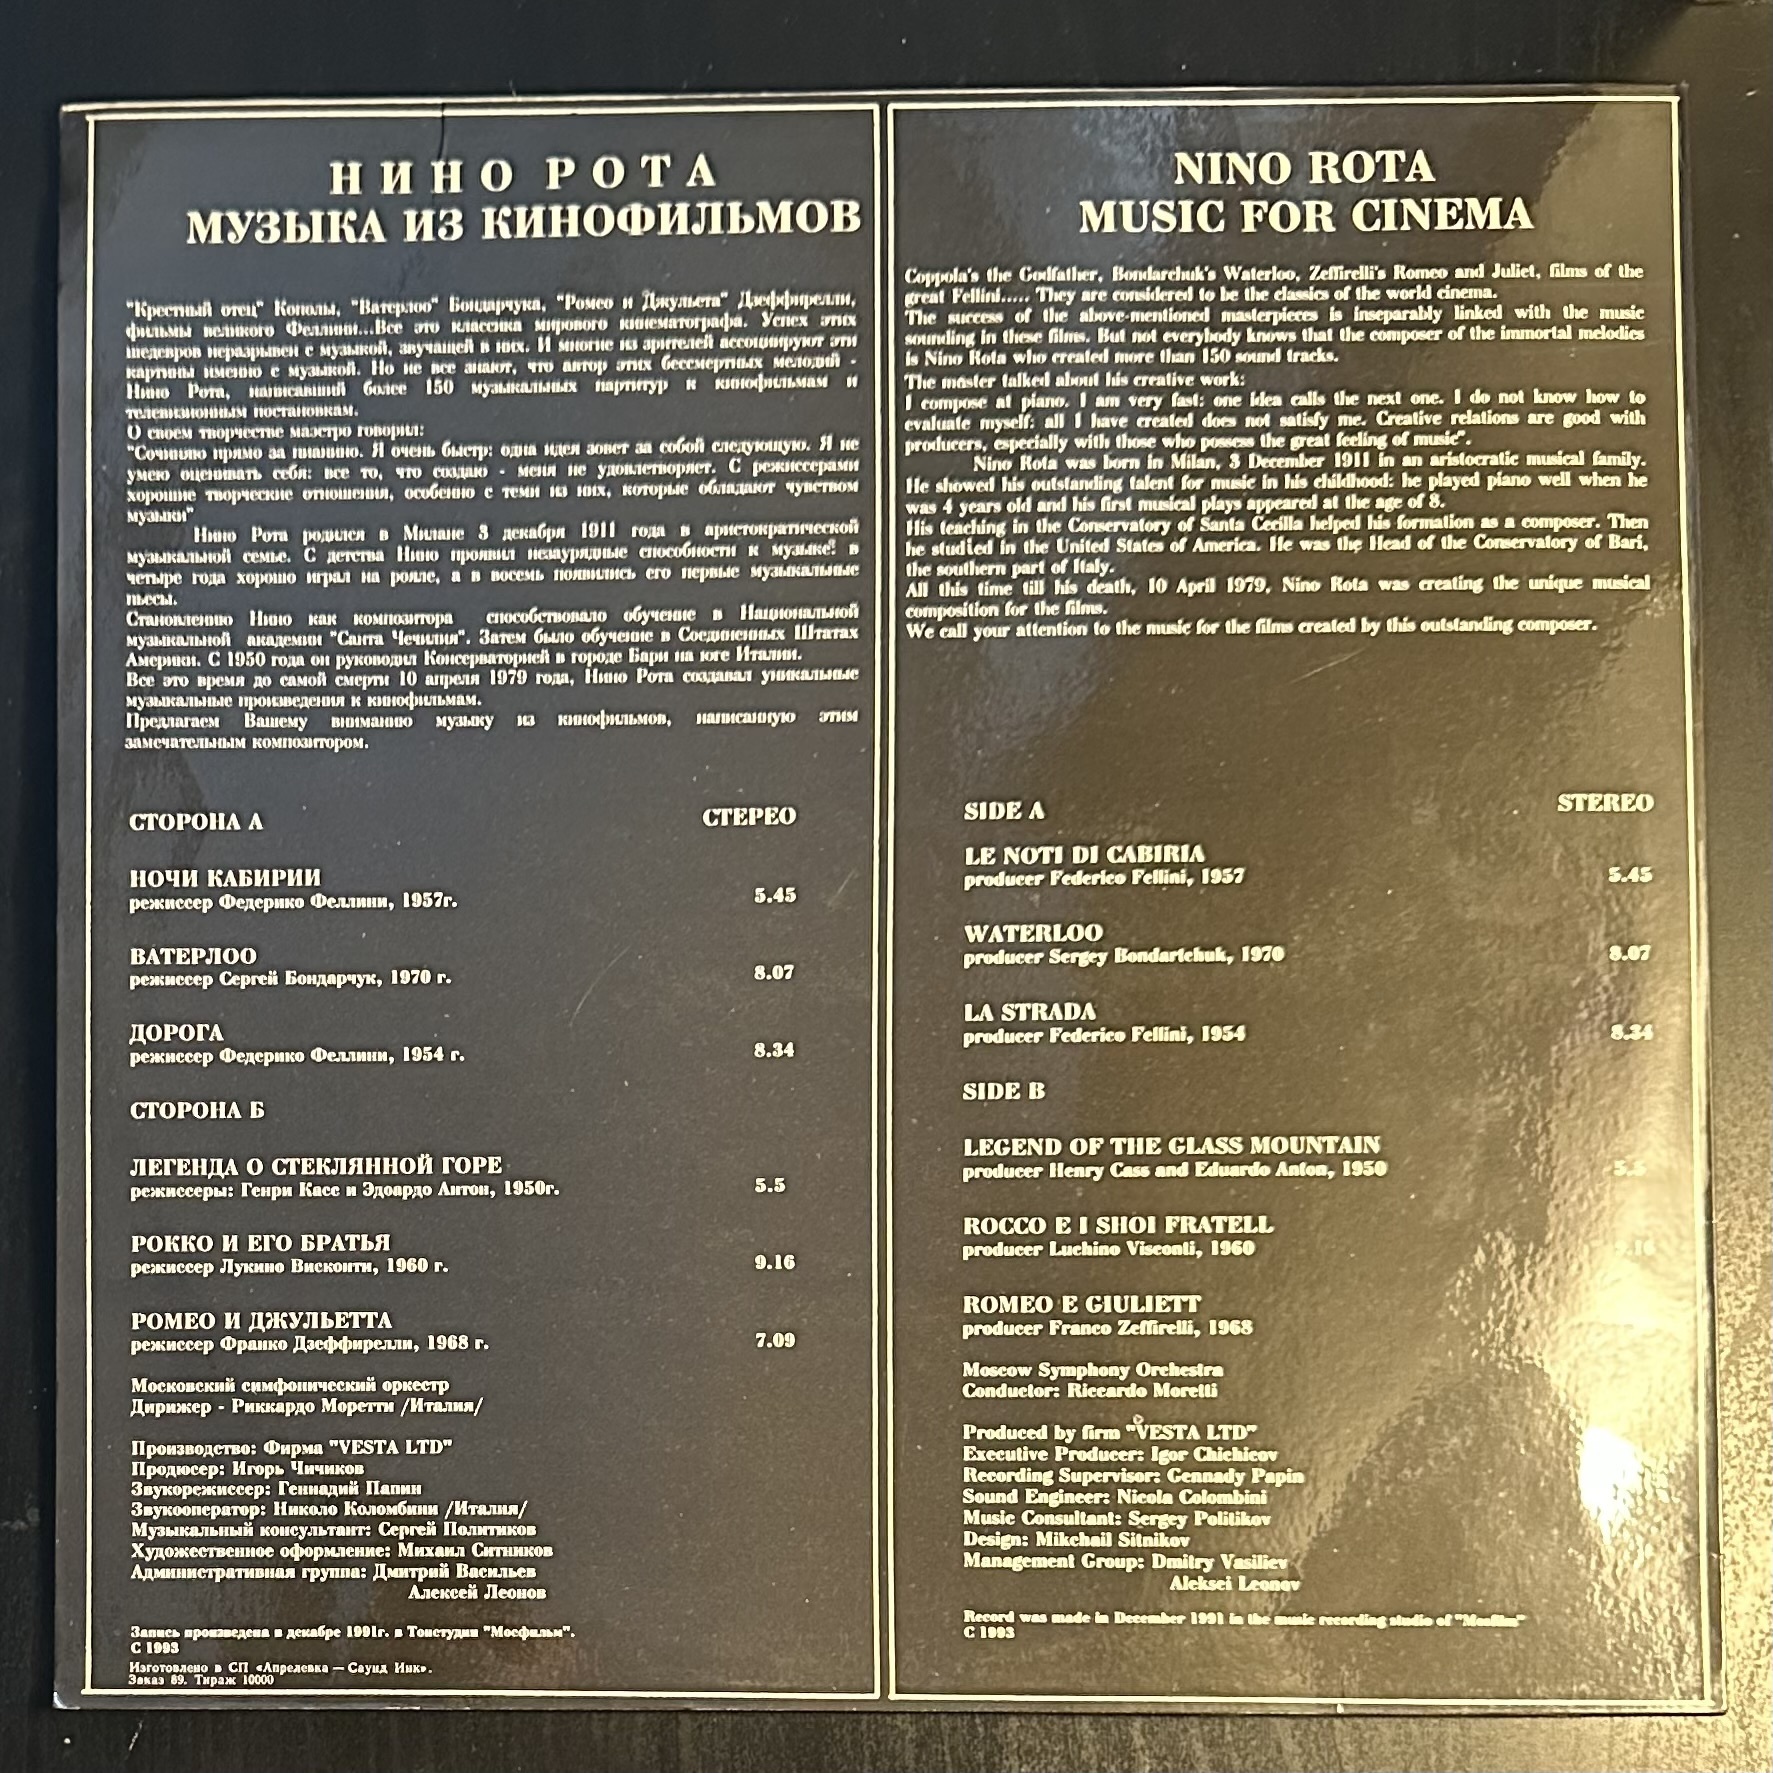 НИНО РОТА
МУЗЫКА ИЗ КИНОФИЛЬМОВ
"Крестный отец" Кополы, "Ватерлоо" Бондарчука, "Ромео и Джульета" Дзеффирелли,
фильмы великого Феллини...Все это классика мирового кинематографа. Успех этих
шедевров неразрывен с музыкой, звучащей в них. И многие из зрителей ассоциируют эти
картины именно с музыкой. Но не все знают, что автор этих бессмертных мелодий -
Нино Рота, написавший более 150 музыкальных партитур к кинофильмам и
телевизионным постановкам.
О своем творчестве маэстро говорил:
"Сочиняю прямо за пианино. Я очень быстр: одна идея зовет за собой следующую. Я не
умею оценивать себя: все то, что создаю - меня не удовлетворяет. С режиссерами
хорошие творческие отношения, особенно с теми из них, которые обладают чувством
музыки"
Нино Рота родился в Милане 3 декабря 1911 года в аристократической
музыкальной семье. С детства Нино проявил незаурядные способности к музыке: в
четыре года хорошо играл на рояле, а в восемь появились его первые музыкальные
пьесы.
Становлению Нино как композитора способствовало обучение в Национальной
музыкальной академии "Санта Чечилия". Затем было обучение в Соединенных Штатах
Америки. С 1950 года он руководил Консерваторией в городе Бари на юге Италии.
Все это время до самой смерти 10 апреля 1979 года, Нино Рота создавал уникальные
музыкальные произведения к кинофильмам.
Предлагаем Вашему вниманию музыку из кинофильмов, написанную этим
замечательным композитором.
СТОРОНА А СТЕРЕО
НОЧИ КАБИРИИ
режиссер Федерико Феллини, 1957г. 5.45
ВАТЕРЛОО
режиссер Сергей Бондарчук, 1970 г. 8.07
ДОРОГА
режиссер Федерико Феллини, 1954 г. 8.34
СТОРОНА Б
ЛЕГЕНДА О СТЕКЛЯННОЙ ГОРЕ
режиссеры: Генри Касс и Эдоардо Антон, 1950г. 5.5
РОККО И ЕГО БРАТЬЯ
режиссер Лукино Висконти, 1960 г. 9.16
РОМЕО И ДЖУЛЬЕТТА
режиссер Франко Дзеффирелли, 1968 г. 7.09
Московский симфонический оркестр
Дирижер - Риккардо Моретти /Италия/
Производство: Фирма "VESTA LTD"
Продюсер: Игорь Чичиков
Звукорежиссер: Геннадий Папин
Звукооператор: Николо Коломбини /Италия/
Музыкальный консультант: Сергей Политиков
Художественное оформление: Михаил Ситников
Административная группа: Дмитрий Васильев
Алексей Леонов
Запись произведена в декабре 1991г. в Тонстудии "Мосфильм".
С 1993
Изготовлено в СП «Апрелевка — Саунд Инк».
Заказ 89. Тираж 10000
NINO ROTA
MUSIC FOR CINEMA
Coppola's the Godfather, Bondarchuk's Waterloo, Zeffirelli's Romeo and Juliet, films of the
great Fellini..... They are considered to be the classics of the world cinema.
The success of the above-mentioned masterpieces is inseparably linked with the music
sounding in these films. But not everybody knows that the composer of the immortal melodies
is Nino Rota who created more than 150 sound tracks.
The master talked about his creative work:
I compose at piano. I am very fast: one idea calls the next one. I do not know how to
evaluate myself: all I have created does not satisfy me. Creative relations are good with
producers, especially with those who possess the great feeling of music".
Nino Rota was born in Milan, 3 December 1911 in an aristocratic musical family.
He showed his outstanding talent for music in his childhood: he played piano well when he
was 4 years old and his first musical plays appeared at the age of 8.
His teaching in the Conservatory of Santa Cecilla helped his formation as a composer. Then
he studied in the United States of America. He was the Head of the Conservatory of Bari,
the southern part of Italy.
All this time till his death, 10 April 1979, Nino Rota was creating the unique musical
composition for the films.
We call your attention to the music for the films created by this outstanding composer.
SIDE A STEREO
LE NOTI DI CABIRIA
producer Federico Fellini, 1957 5.45
WATERLOO
producer Sergey Bondartchuk, 1970 8.07
LA STRADA
producer Federico Fellini, 1954 8.34
SIDE B
LEGEND OF THE GLASS MOUNTAIN
producer Henry Cass and Eduardo Anton, 1950 5.5
ROCCO E I SHOI FRATELL
producer Luchino Visconti, 1960 9.16
ROMEO E GIULIETT
producer Franco Zeffirelli, 1968
Moscow Symphony Orchestra
Conductor: Riccardo Moretti
Produced by firm "VESTA LTD"
Executive Producer: Igor Chichicov
Recording Supervisor: Gennady Papin
Sound Engineer: Nicola Colombini
Music Consultant: Sergey Politikov
Design: Mikchail Sitnikov
Management Group: Dmitry Vasiliev
Aleksei Leonov
Record was made in December 1991 in the music recording studio of "Mosfilm"
C 1993